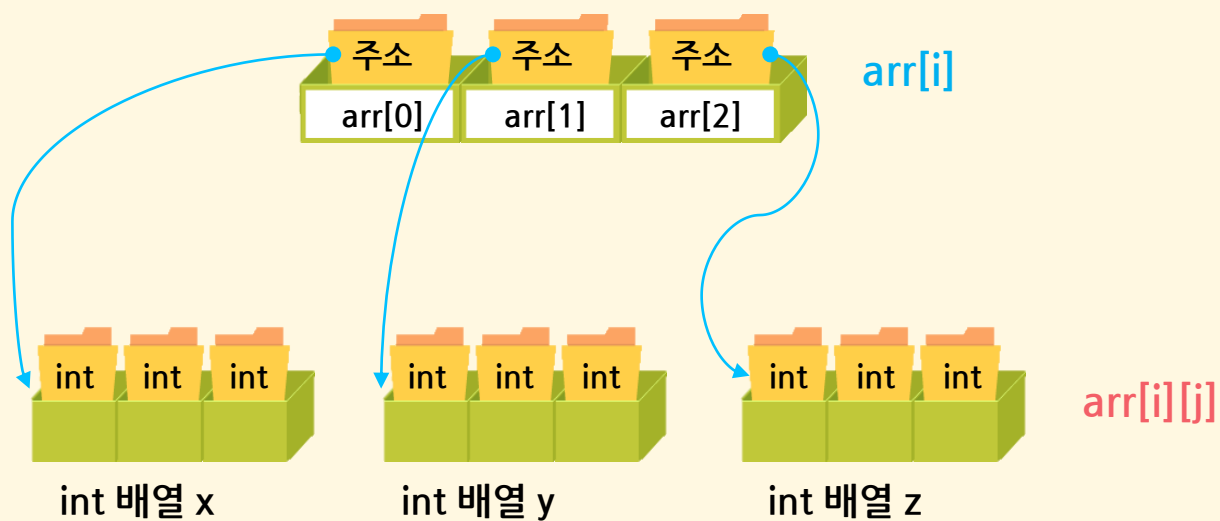 주소 주소 주소
arr[i]
arr[0] arr[1] arr[2]
int int int int int int int int int
arr[i][j]
int 배열 x int 배열 y int 배열 z